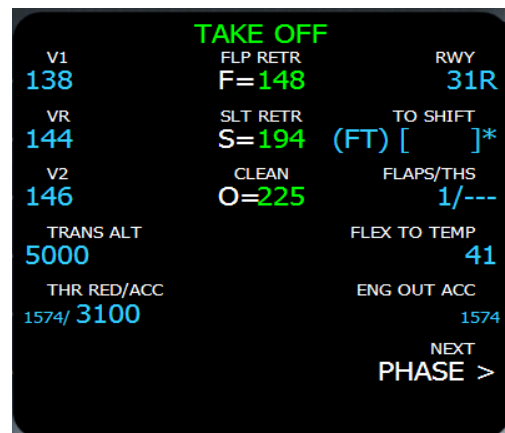 TAKE OFF
V1 FLP RETR RWY
138 F=148 31R
VR SLT RETR TO SHIFT
144 S=194 (FT) [ ]*
V2 CLEAN FLAPS/THS
146 O=225 1/---
TRANS ALT FLEX TO TEMP
5000 41
THR RED/ACC ENG OUT ACC
1574/ 3100 1574
NEXT
PHASE >